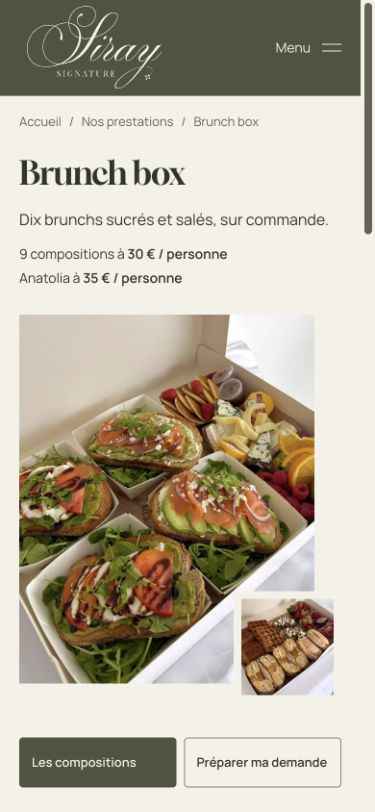 Siray
SIGNATURE
Menu
Accueil / Nos prestations / Brunch box
Brunch box
Dix brunchs sucrés et salés, sur commande.
9 compositions à 30 € / personne
Anatolia à 35 € / personne
Les compositions
Préparer ma demande